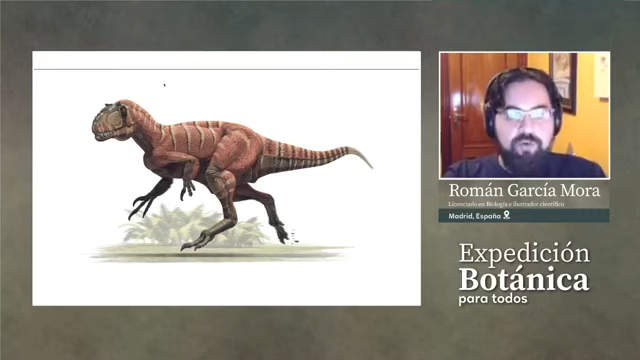 Román García Mora
Licenciado en Biología e ilustrador científico
Madrid, España
Expedición
Botánica
para todos